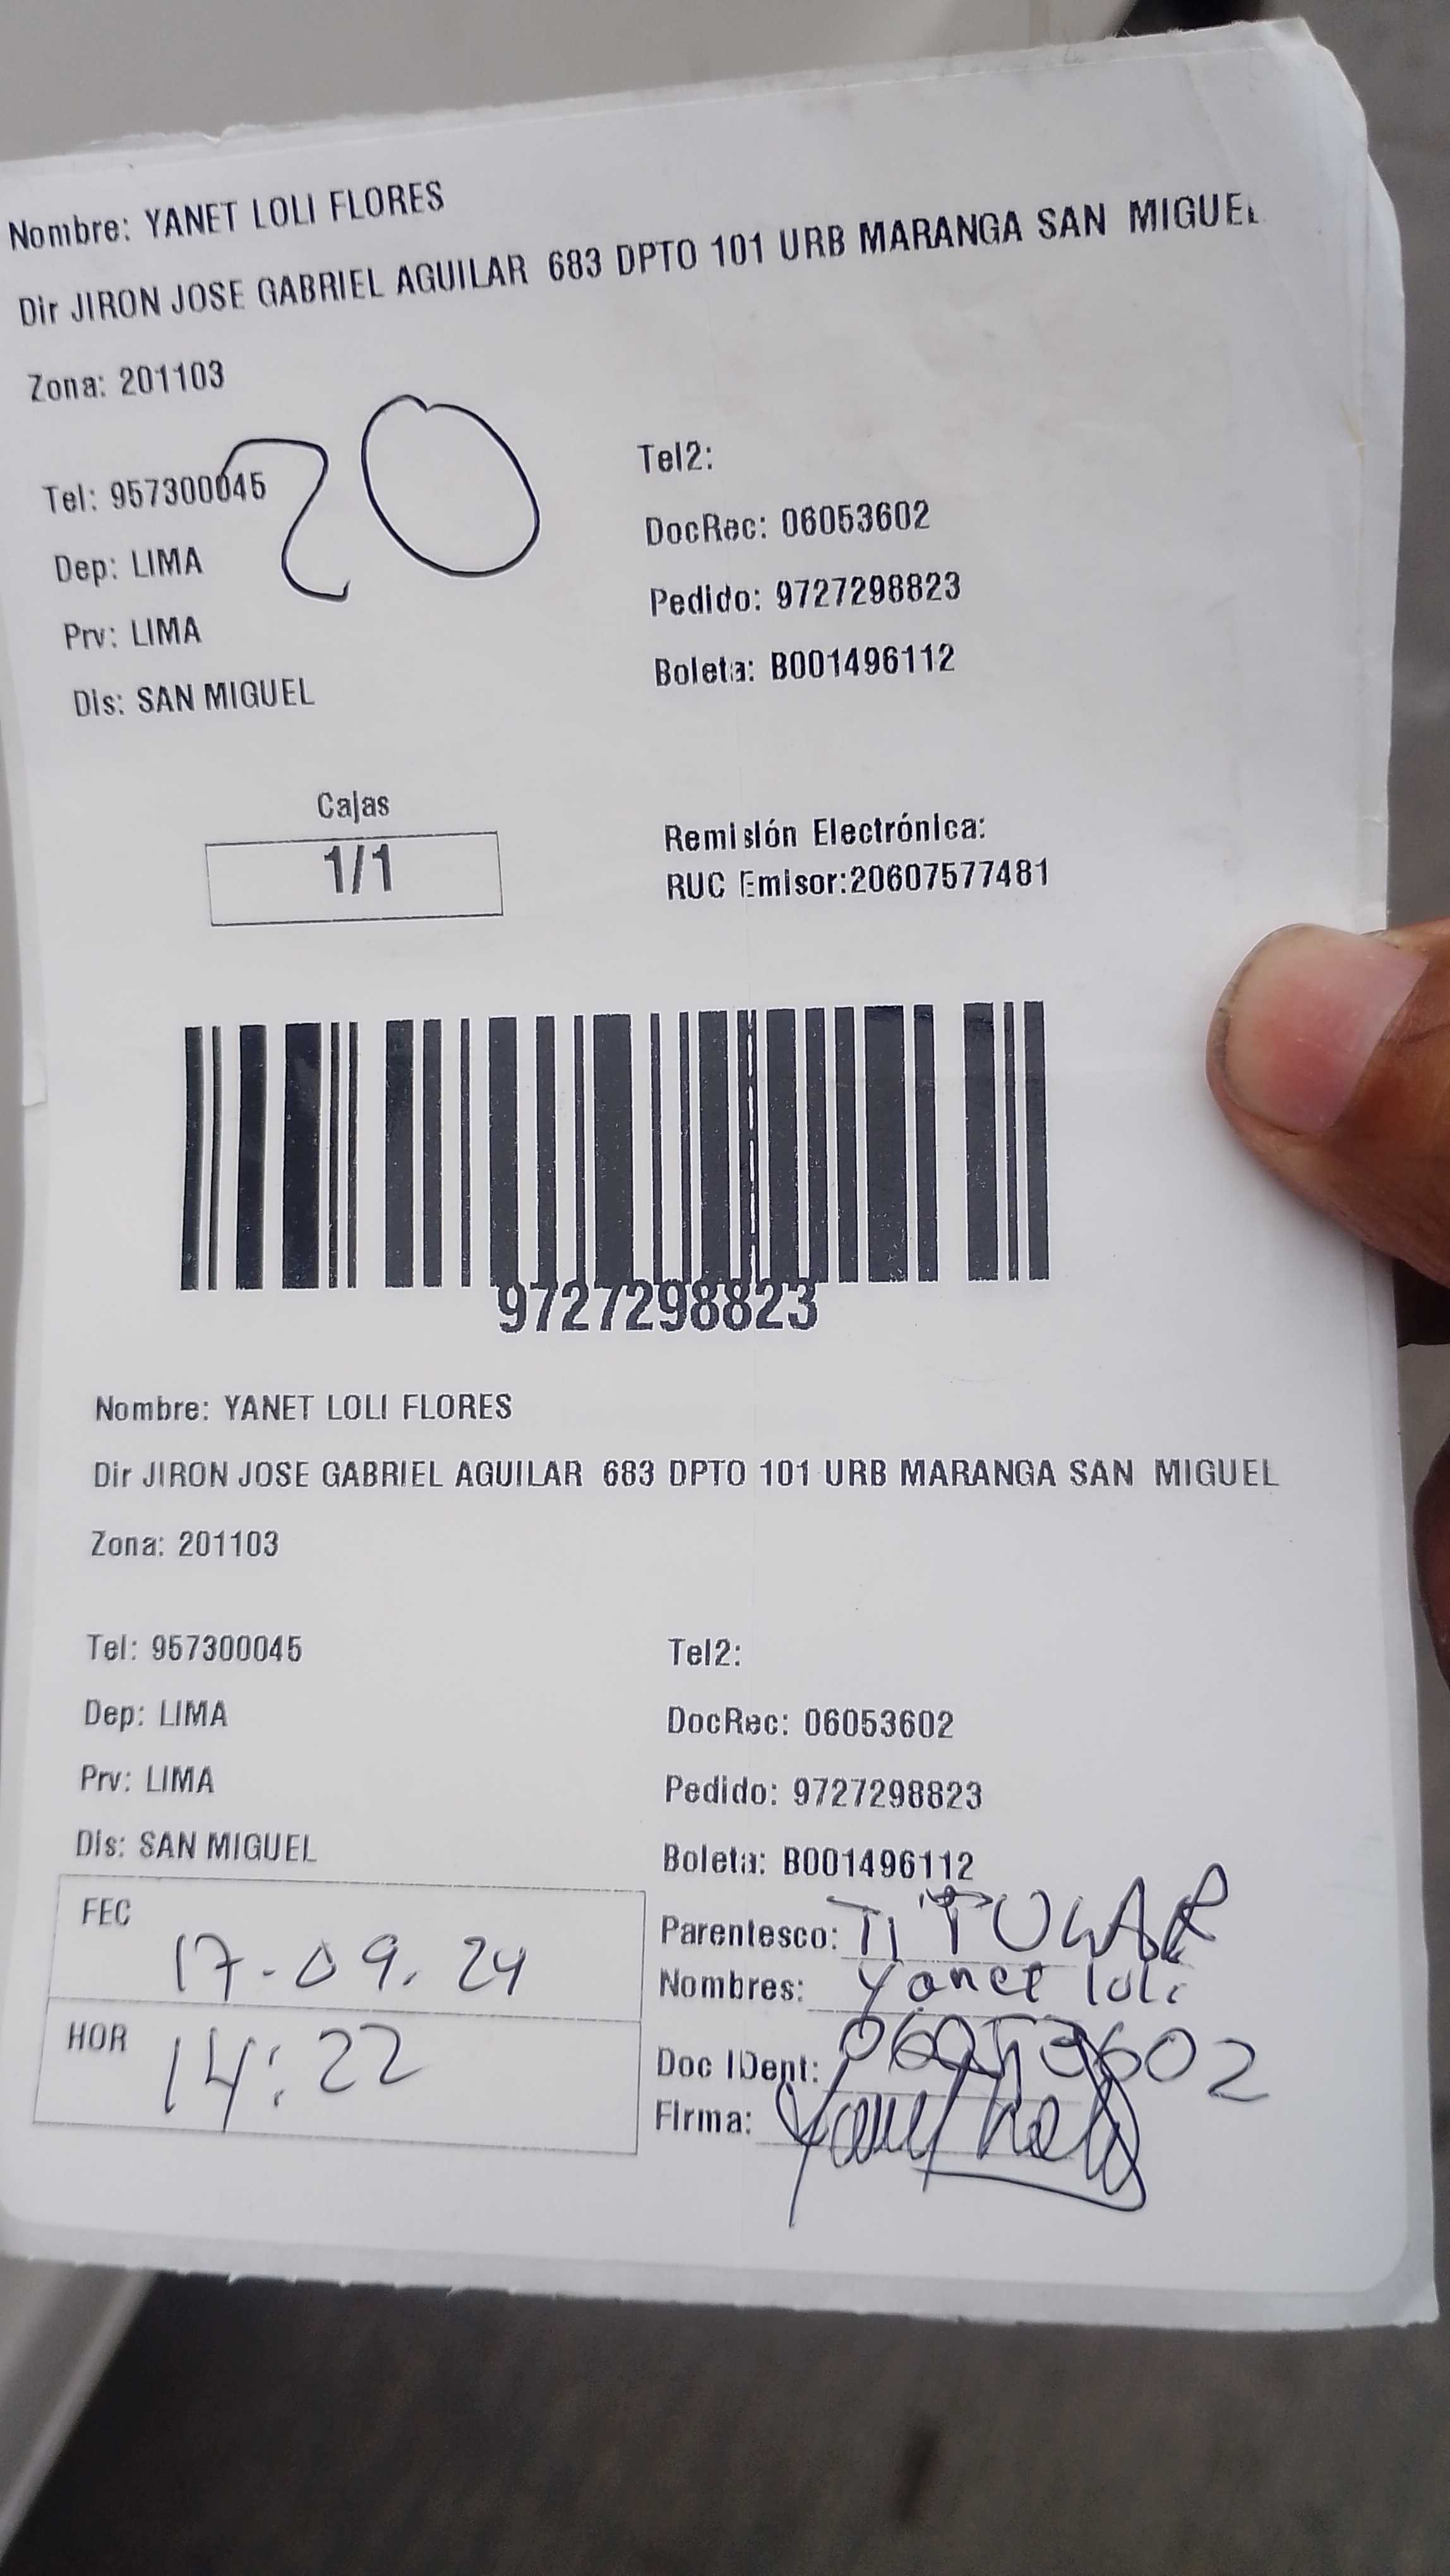 Nombre: YANET LOLI FLORES
Dir JIRON JOSE GABRIEL AGUILAR 683 DPTO 101 URB MARANGA SAN MIGUEL
Zona: 201103
20
Tel: 957300045
Tel2:
Dep: LIMA
DocRec: 06053602
Prv: LIMA
Pedido: 9727298823
Dis: SAN MIGUEL
Boleta: B001496112
Cajas
1/1
Remisión Electrónica:
RUC Emisor:20607577481
9727298823
Nombre: YANET LOLI FLORES
Dir JIRON JOSE GABRIEL AGUILAR 683 DPTO 101 URB MARANGA SAN MIGUEL
Zona: 201103
Tel: 957300045
Tel2:
Dep: LIMA
DocRec: 06053602
Prv: LIMA
Pedido: 9727298823
Dis: SAN MIGUEL
Boleta: B001496112
FEC 17-09.24
Parentesco: TITULAR
Nombres: Yanet loli
HOR 14:22
Doc IDent: 06053602
Firma: